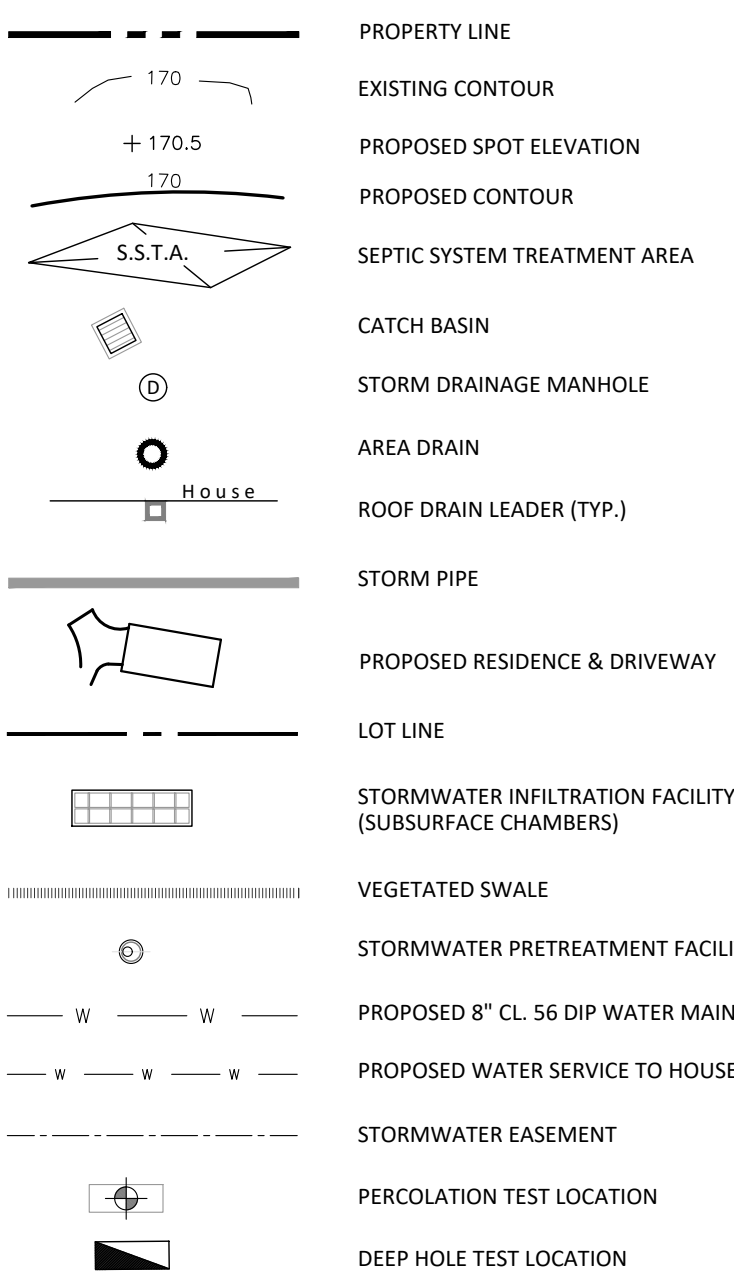 PROPERTY LINE
170
EXISTING CONTOUR
+ 170.5
PROPOSED SPOT ELEVATION
170
PROPOSED CONTOUR
S.S.T.A.
SEPTIC SYSTEM TREATMENT AREA
CATCH BASIN
D
STORM DRAINAGE MANHOLE
AREA DRAIN
House
ROOF DRAIN LEADER (TYP.)
STORM PIPE
PROPOSED RESIDENCE & DRIVEWAY
LOT LINE
STORMWATER INFILTRATION FACILITY
(SUBSURFACE CHAMBERS)
VEGETATED SWALE
STORMWATER PRETREATMENT FACILI
W W
PROPOSED 8" CL. 56 DIP WATER MAIN
W W W
PROPOSED WATER SERVICE TO HOUSE
STORMWATER EASEMENT
PERCOLATION TEST LOCATION
DEEP HOLE TEST LOCATION